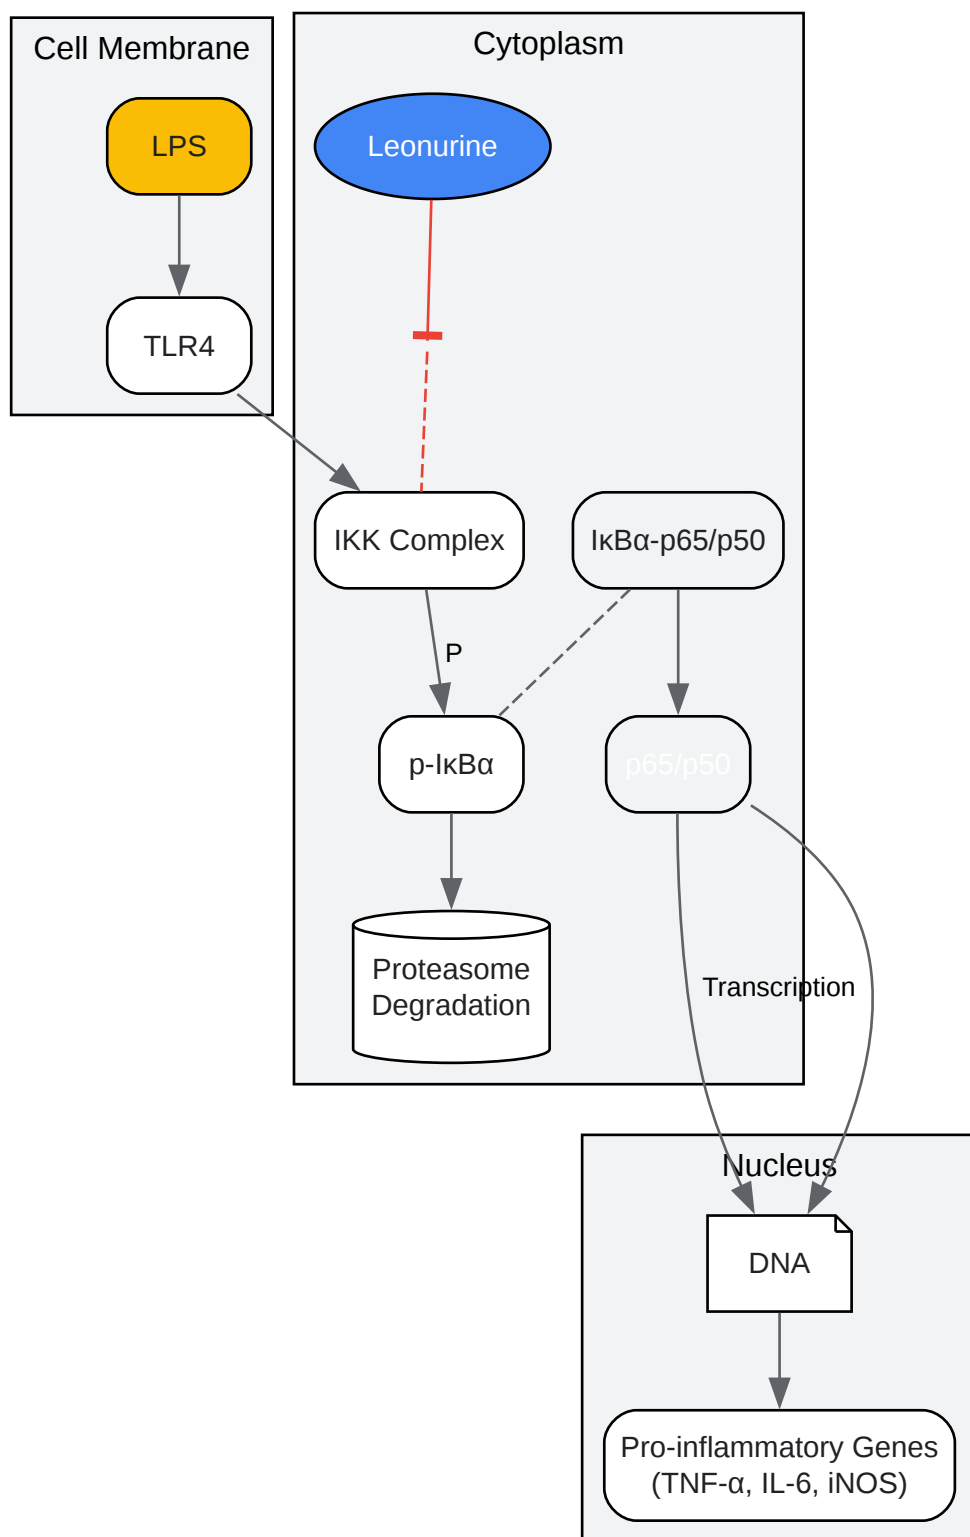 Cell Membrane
Cytoplasm
LPS
Leonurine
TLR4
IKK Complex
IκBα-p65/p50
P
p-IκBα
p65/p50
Proteasome
Degradation
Transcription
Nucleus
DNA
Pro-inflammatory Genes
(TNF-α, IL-6, iNOS)